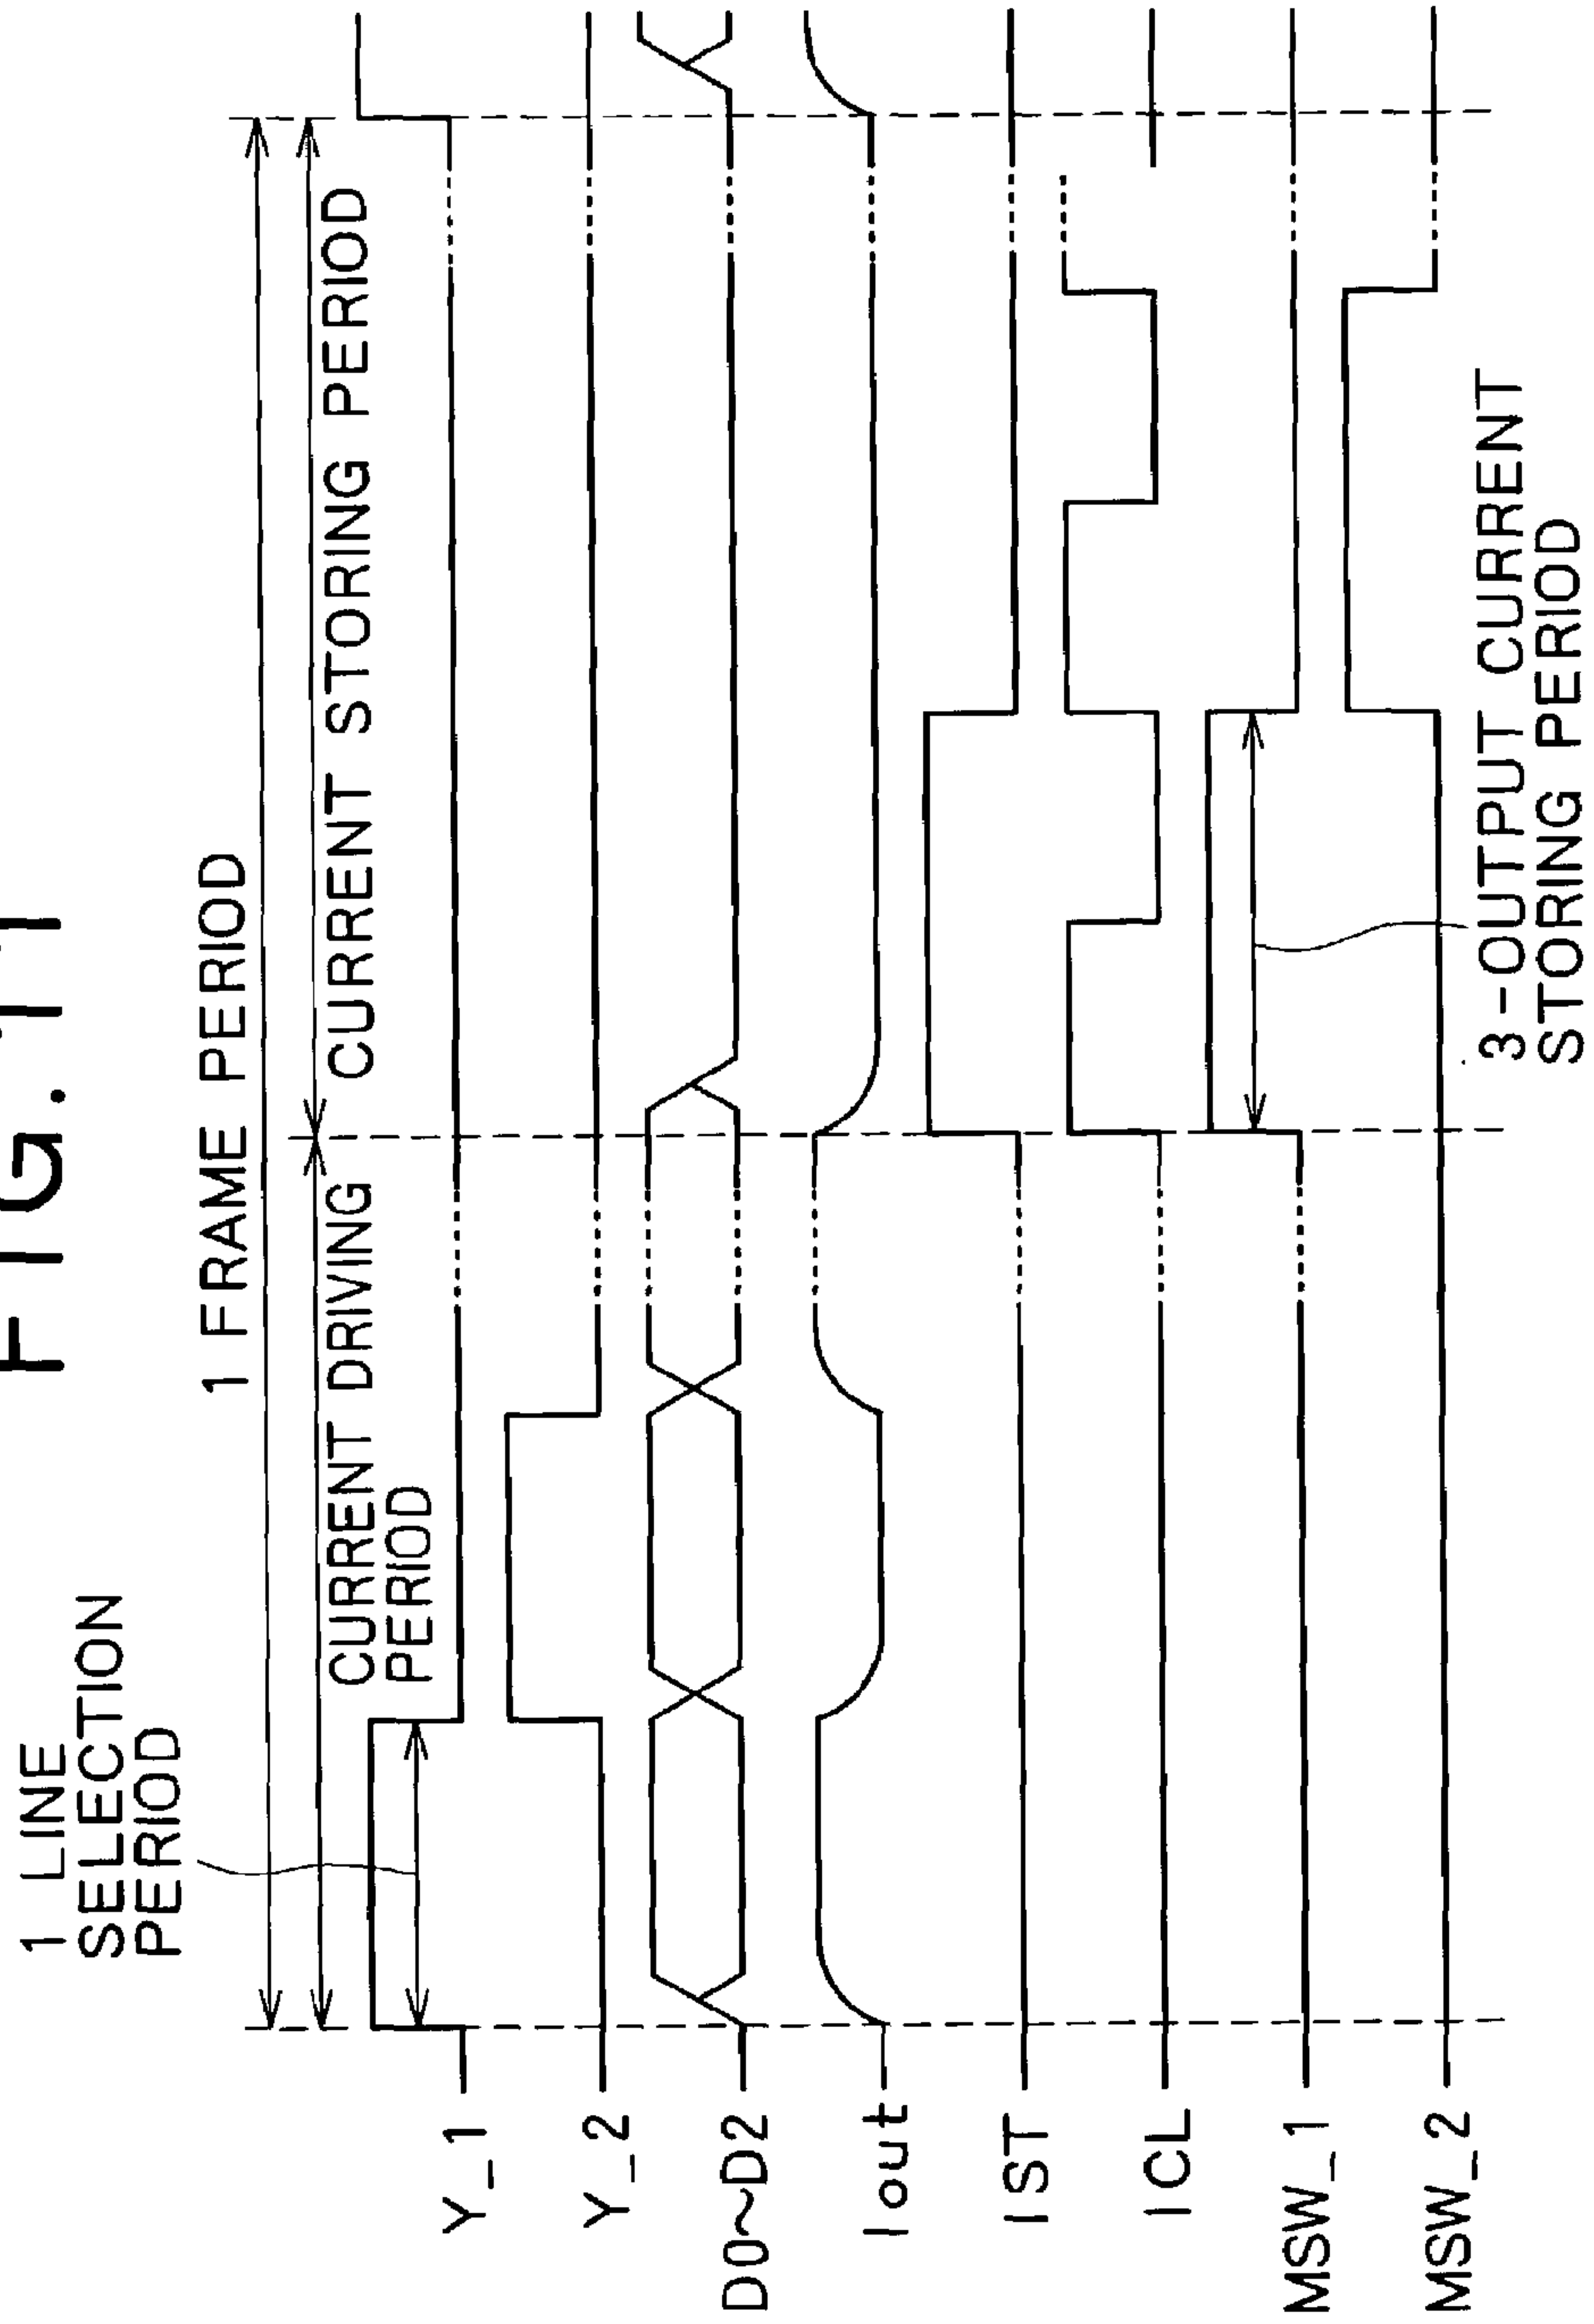 FIG. 11
1 FRAME PERIOD
1 LINE
SELECTION
PERIOD
CURRENT DRIVING
PERIOD
CURRENT STORING PERIOD
Y_1
Y_2
D0~D2
Iout
IST
ICL
MSW_1
MSW_2
3-OUTPUT CURRENT
STORING PERIOD